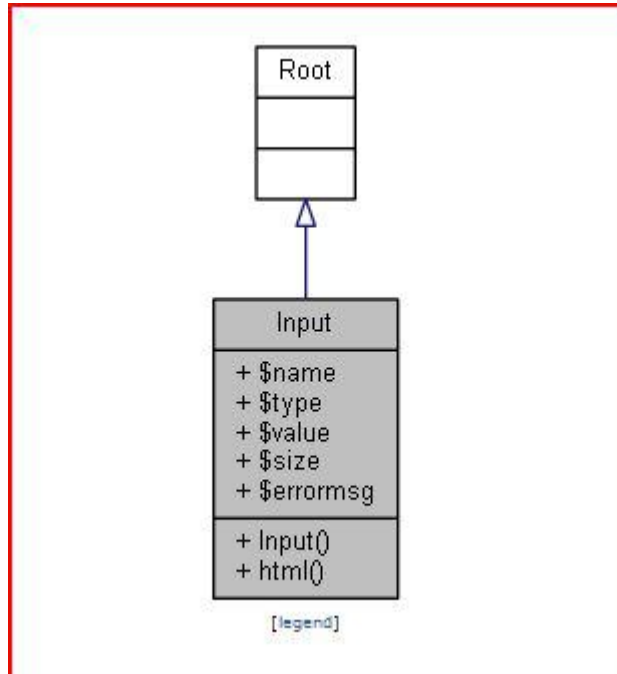 Root
Input
+ $name
+ $type
+ $value
+ $size
+ $errormsg
+ Input()
+ html()
[legend]